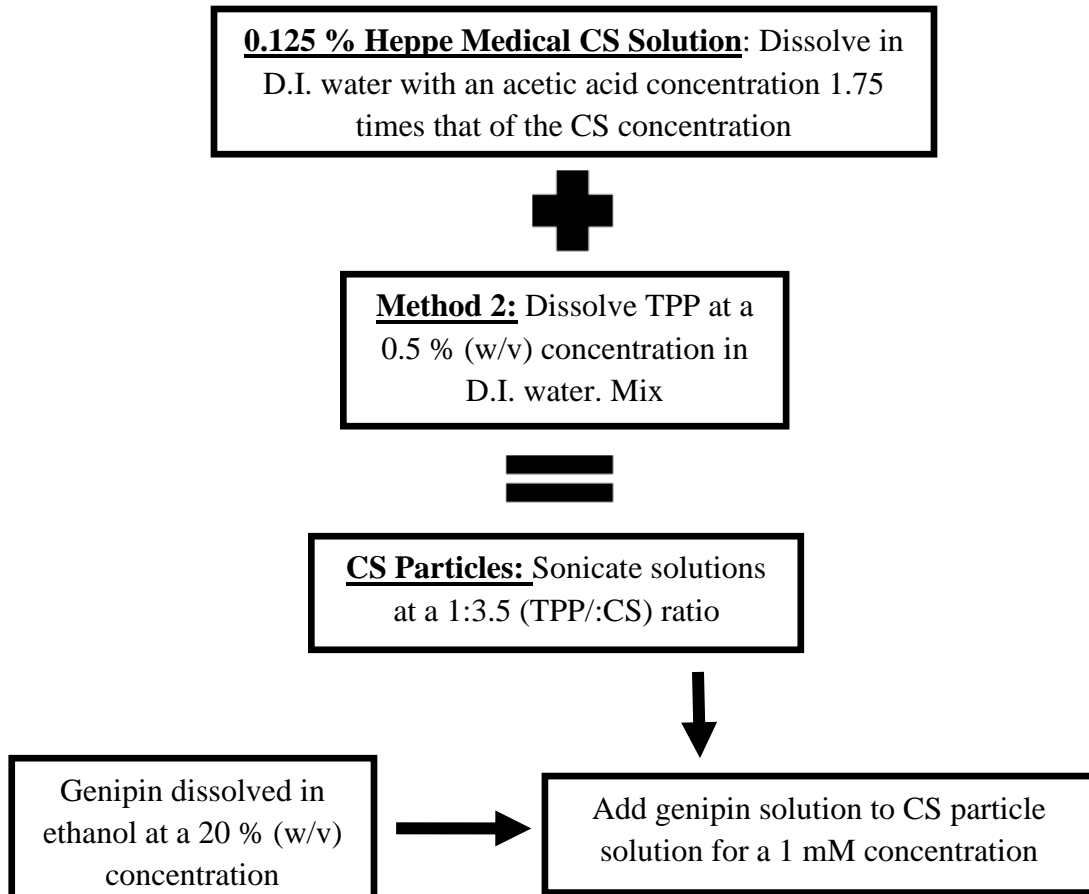 0.125 % Heppe Medical CS Solution: Dissolve in
D.I. water with an acetic acid concentration 1.75
times that of the CS concentration
Method 2: Dissolve TPP at a
0.5 % (w/v) concentration in
D.I. water. Mix
CS Particles: Sonicate solutions
at a 1:3.5 (TPP/:CS) ratio
Genipin dissolved in
ethanol at a 20 % (w/v)
concentration
Add genipin solution to CS particle
solution for a 1 mM concentration